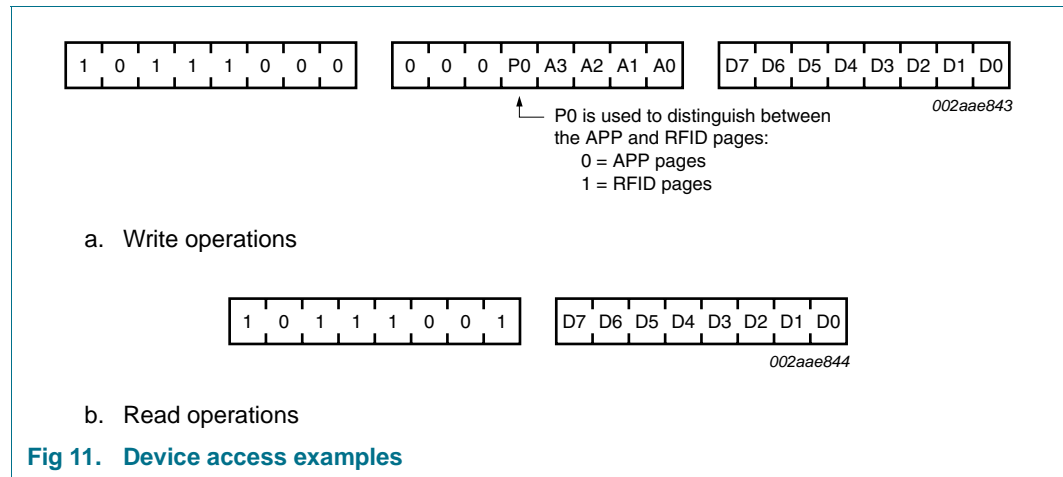 1 0 1 1 1 0 0 0 0 0 0 P0 A3 A2 A1 A0 D7 D6 D5 D4 D3 D2 D1 D0
002aae843
P0 is used to distinguish between
the APP and RFID pages:
0 = APP pages
1 = RFID pages
a. Write operations
1 0 1 1 1 0 0 1 D7 D6 D5 D4 D3 D2 D1 D0
002aae844
b. Read operations
Fig 11. Device access examples